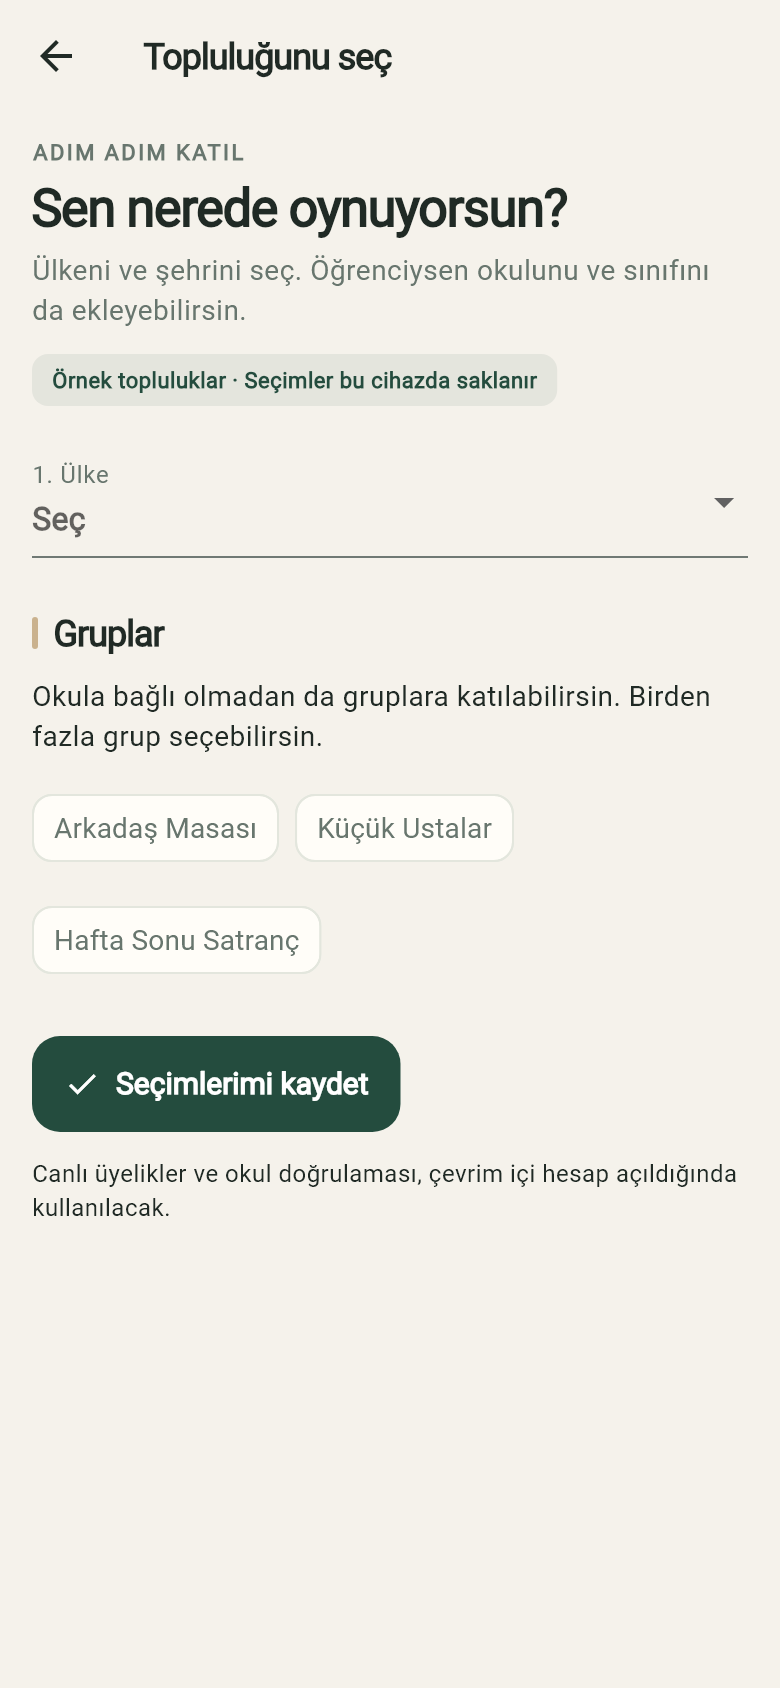 Topluluğunu seç
ADIM ADIM KATIL
Sen nerede oynuyorsun?
Ülkeni ve şehrini seç. Öğrenciysen okulunu ve sınıfını
da ekleyebilirsin.
Örnek topluluklar · Seçimler bu cihazda saklanır
1. Ülke
Seç
Gruplar
Okula bağlı olmadan da gruplara katılabilirsin. Birden
fazla grup seçebilirsin.
Arkadaş Masası
Küçük Ustalar
Hafta Sonu Satranç
Seçimlerimi kaydet
Canlı üyelikler ve okul doğrulaması, çevrim içi hesap açıldığında
kullanılacak.